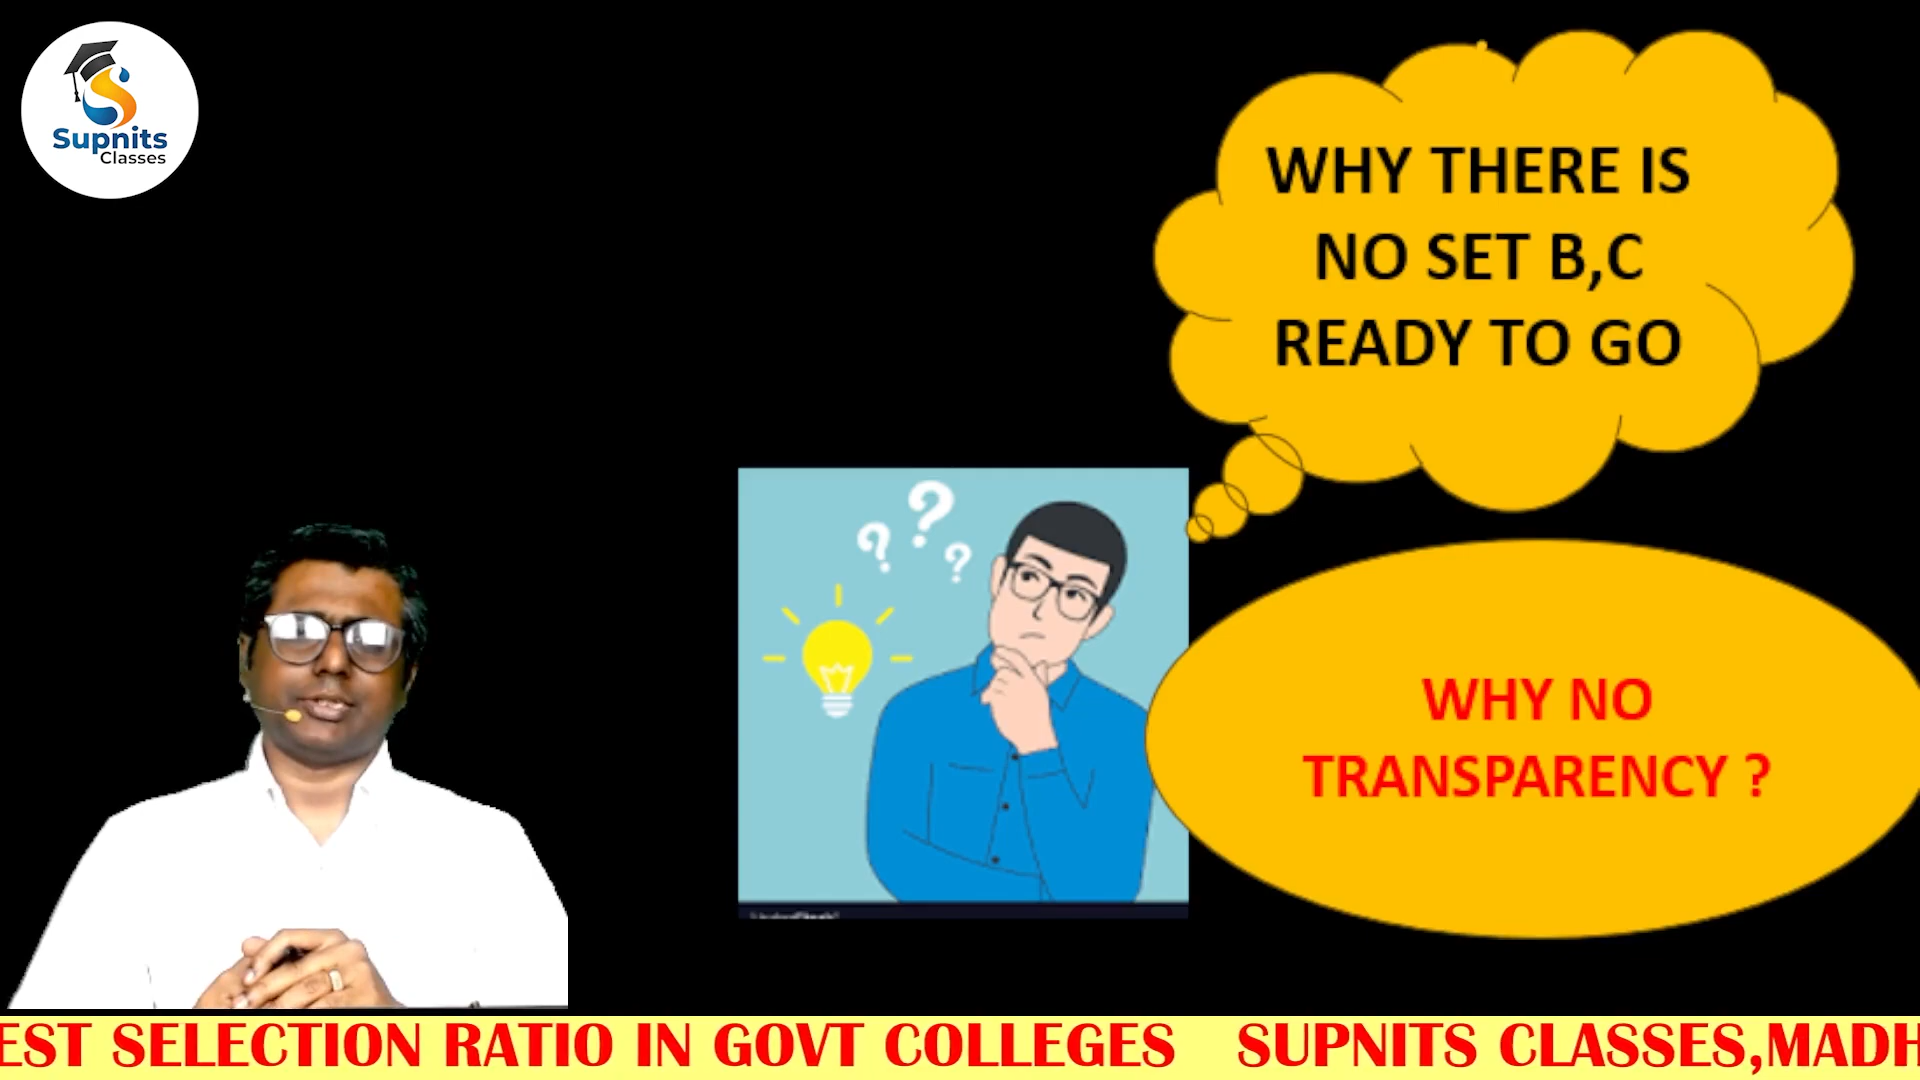 Supnits
Classes
WHY THERE IS
NO SET B,C
READY TO GO
WHY NO
TRANSPARENCY ?
EST SELECTION RATIO IN GOVT COLLEGES SUPNITS CLASSES,MADH